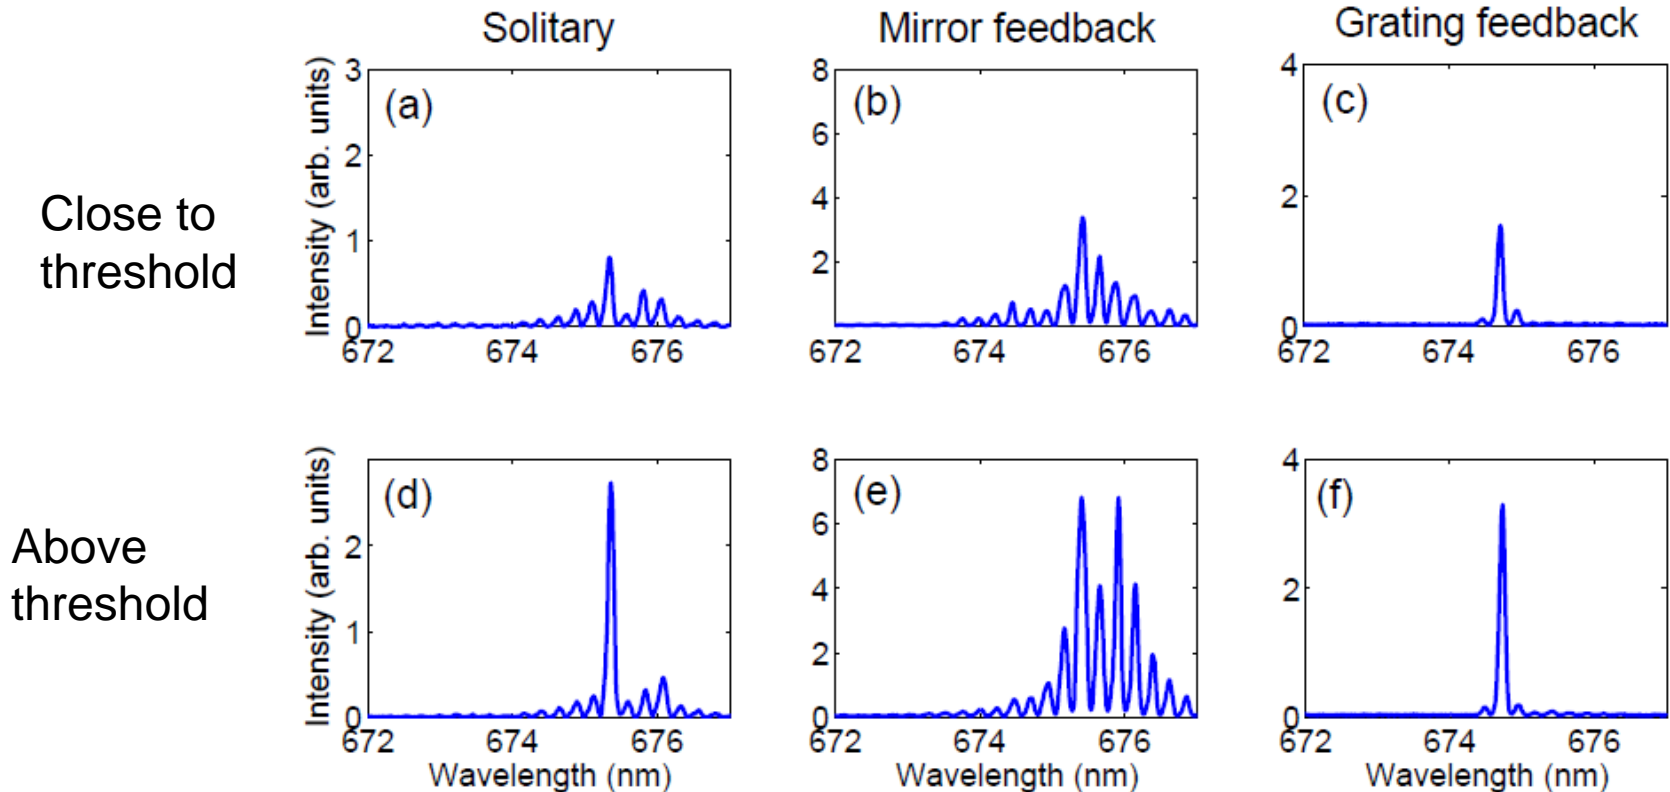 Solitary
Mirror feedback
Grating feedback
Close to
threshold
Intensity (arb. units)
3
2
1
0
(a)
672
674
676
8
6
4
2
(b)
672
674
676
4
2
0
(c)
672
674
676
Above
threshold
Intensity (arb. units)
2
1
0
(d)
672
674
676
Wavelength (nm)
8
6
4
2
0
(e)
672
674
676
Wavelength (nm)
4
2
0
(f)
672
674
676
Wavelength (nm)